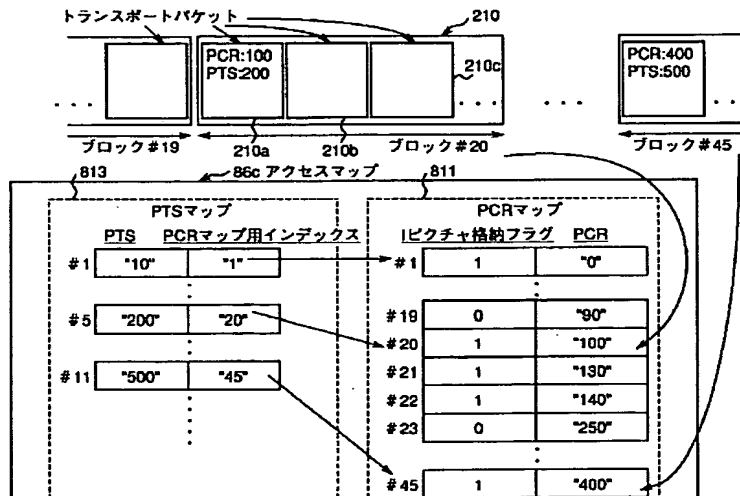 トランスポートパケット
210
PCR:100
PTS:200
210c
PCR:400
PTS:500
. . .
. . .
. . .
. . .
ブロック#19
210a
210b
ブロック#20
ブロック#45
813
86c アクセスマップ
811
PTSマップ
PCRマップ
PTS
PCRマップ用インデックス
Iピクチャ格納フラグ
PCR
#1 "10" "1"
#1 1 "0"
#5 "200" "20"
#19 0 "90"
#20 1 "100"
#11 "500" "45"
#21 1 "130"
#22 1 "140"
#23 0 "250"
#45 1 "400"